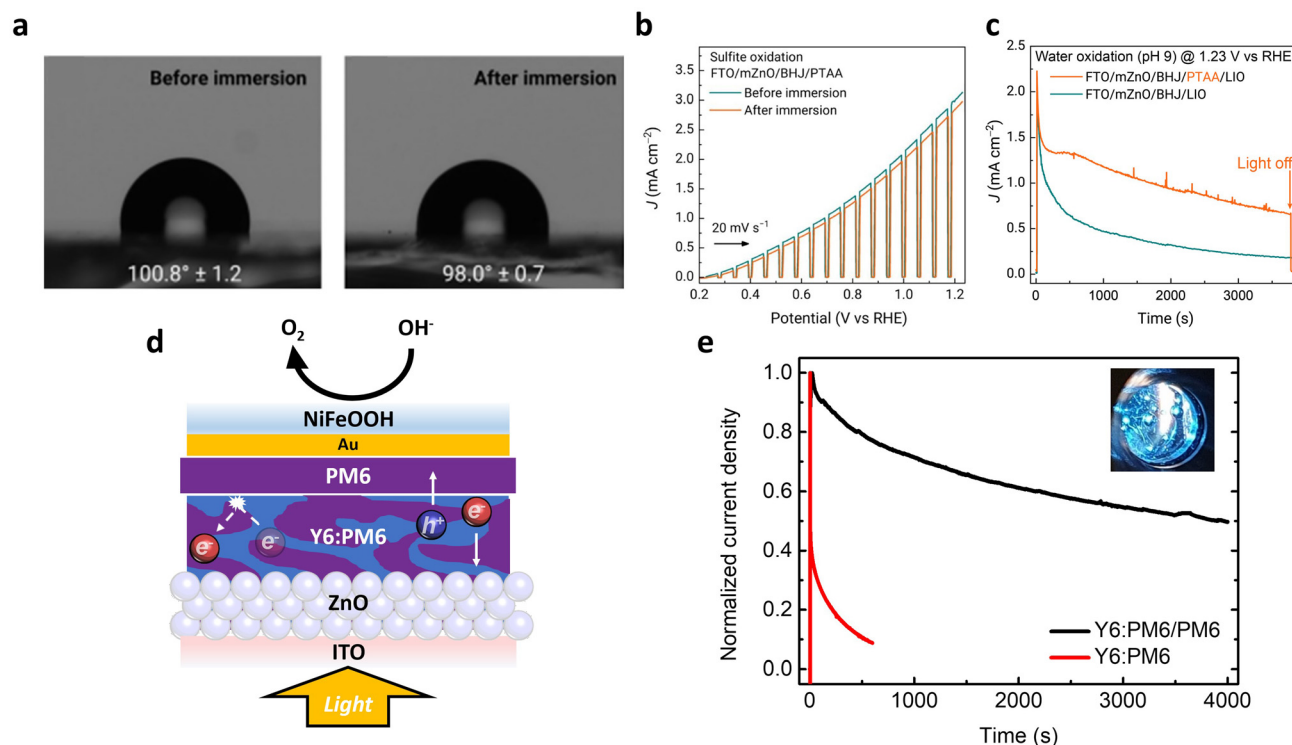 a
Before immersion
100.8° ± 1.2
After immersion
98.0° ± 0.7
b
Sulfite oxidation
FTO/mZnO/BHJ/PTAA
Before immersion
After immersion
20 mV s⁻¹
J (mA cm⁻²)
3.5
3.0
2.5
2.0
1.5
1.0
0.5
0.0
0.2 0.4 0.6 0.8 1.0 1.2
Potential (V vs RHE)
c
Water oxidation (pH 9) @ 1.23 V vs RHE
FTO/mZnO/BHJ/PTAA/LIO
FTO/mZnO/BHJ/LIO
Light off
J (mA cm⁻²)
2.5
2.0
1.5
1.0
0.5
0.0
0 1000 2000 3000
Time (s)
d
O₂ OH⁻
NiFeOOH
Au
PM6
e⁻ e⁻ Y6:PM6 h⁺ e⁻
ZnO
ITO
Light
e
Normalized current density
1.0
0.8
0.6
0.4
0.2
0.0
Y6:PM6/PM6
Y6:PM6
0 1000 2000 3000 4000
Time (s)